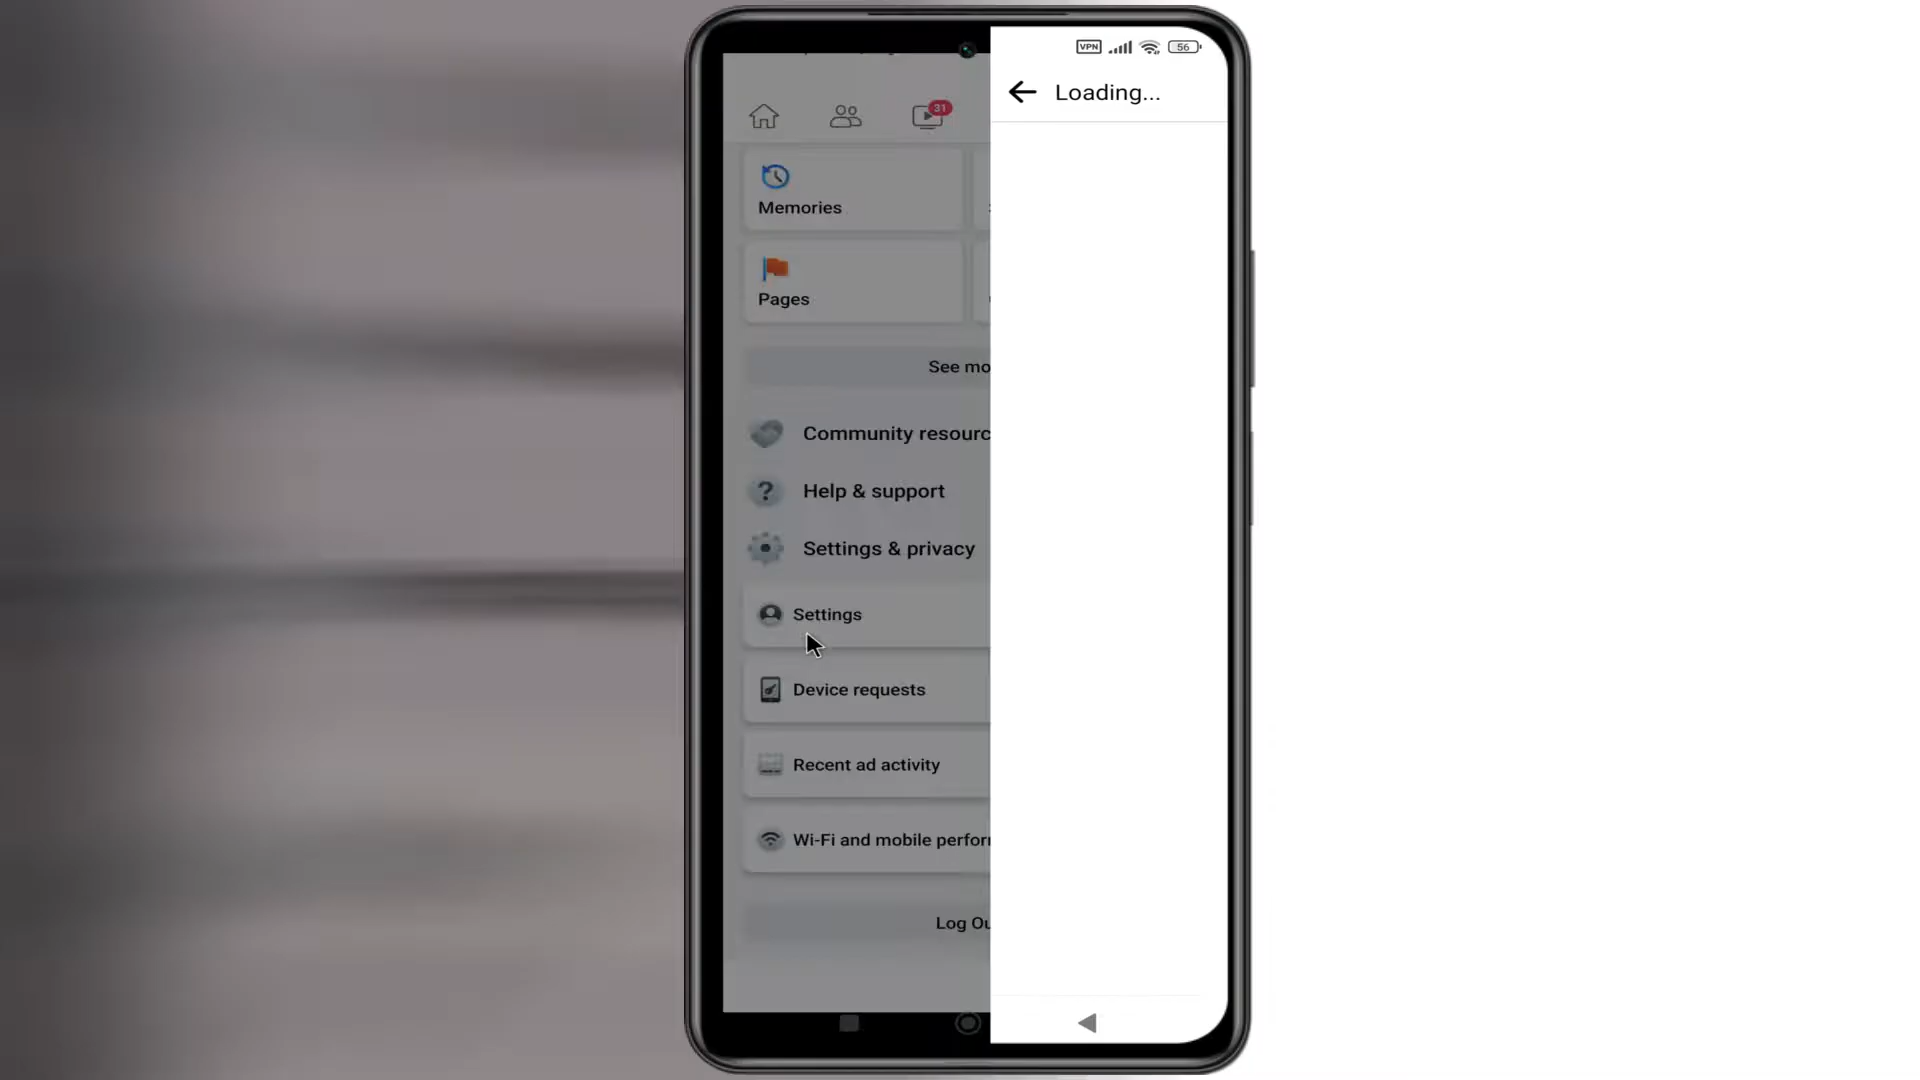 VPN 56
Loading...
31
Memories
Pages
See mo
Community resourc
Help & support
Settings & privacy
Settings
Device requests
Recent ad activity
Wi-Fi and mobile perfor
Log Ou